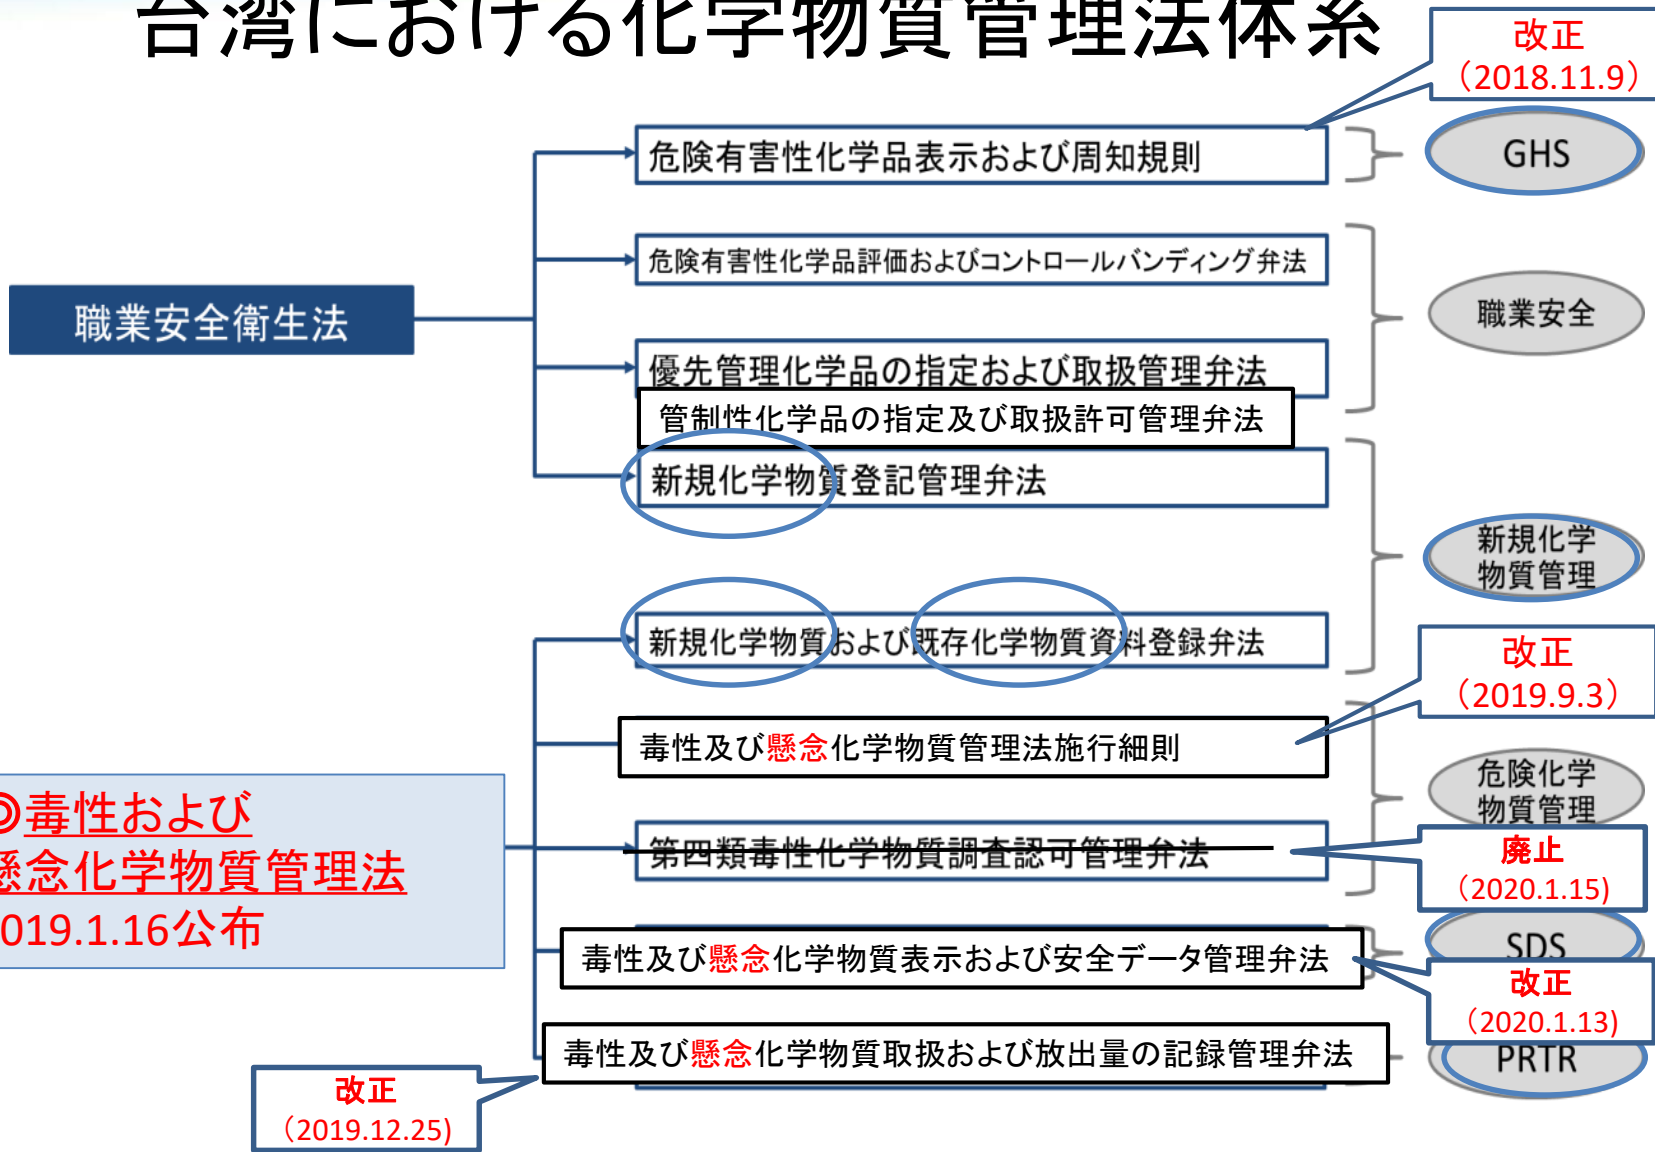 台湾における化学物質管理法体系
改正
（2018.11.9）
危険有害性化学品表示および周知規則
GHS
危険有害性化学品評価およびコントロールバンディング弁法
職業安全衛生法
職業安全
優先管理化学品の指定および取扱管理弁法
管制性化学品の指定及び取扱許可管理弁法
新規化学物質登記管理弁法
新規化学
物質管理
新規化学物質および既存化学物質資料登録弁法
改正
（2019.9.3）
毒性及び懸念化学物質管理法施行細則
危険化学
物質管理
◎毒性および
懸念化学物質管理法
2019.1.16公布
第四類毒性化学物質調査認可管理弁法
廃止
（2020.1.15)
SDS
毒性及び懸念化学物質表示および安全データ管理弁法
改正
（2020.1.13)
毒性及び懸念化学物質取扱および放出量の記録管理弁法
PRTR
改正
（2019.12.25)